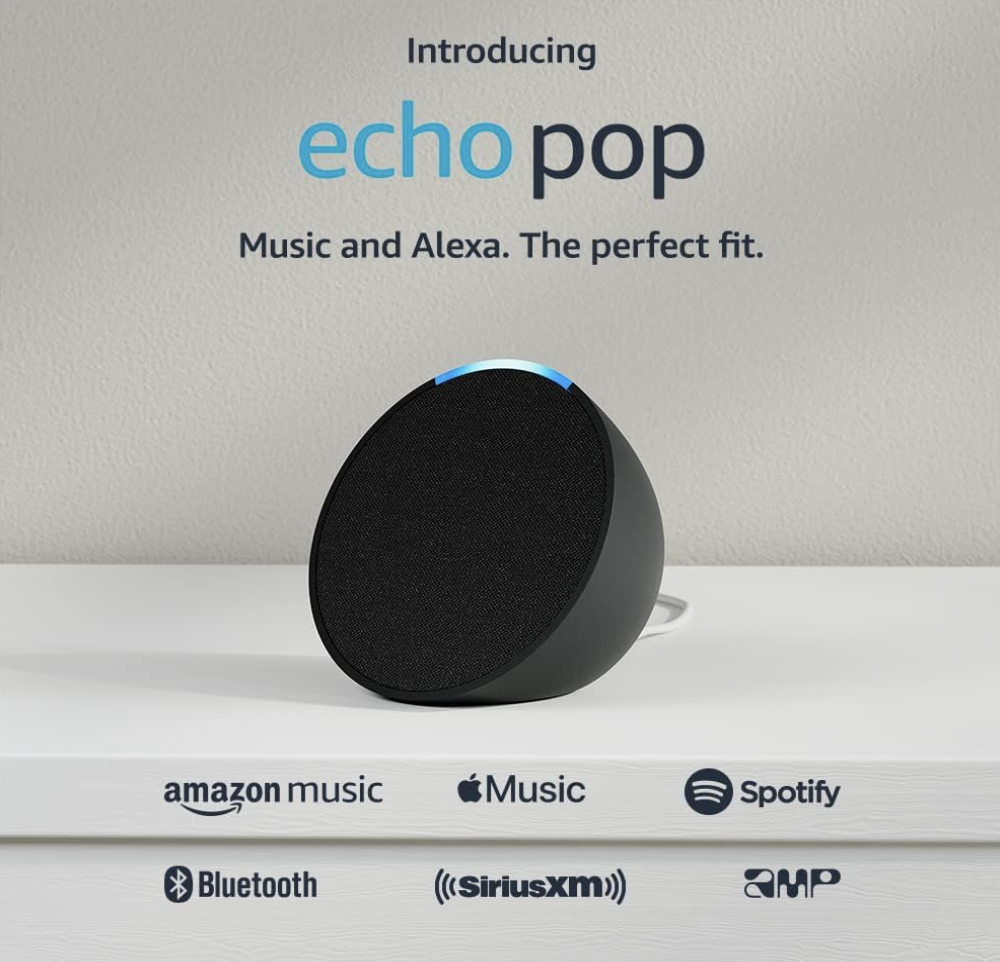 Introducing
echo pop
Music and Alexa. The perfect fit.
amazon music
Music
Spotify
Bluetooth
SiriusXM
AMP